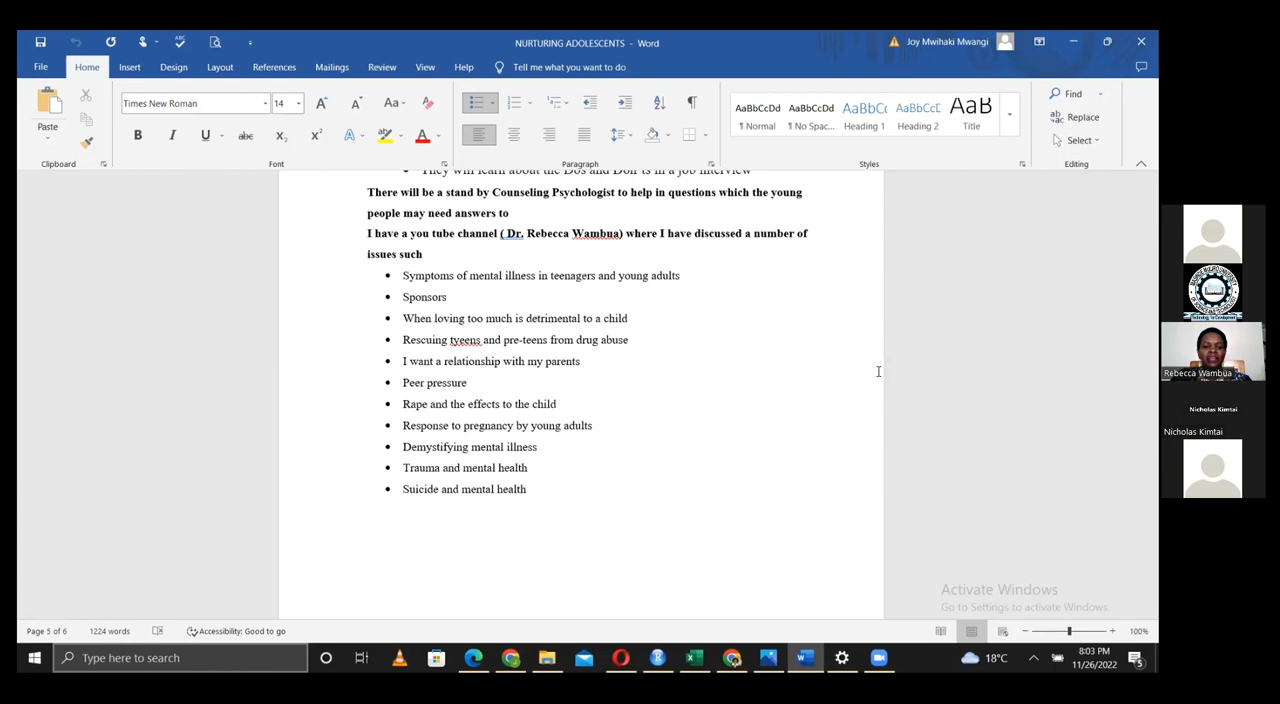 NURTURING ADOLESCENTS - Word
Joy Mwihaki Mwangi
File Home Insert Design Layout References Mailings Review View Help Tell me what you want to do
Paste
Clipboard
Times New Roman 14
Font
Paragraph
AaBbCcDd AaBbCcDd AaBbCc AaBbCcD AaB
¶ Normal ¶ No Spac... Heading 1 Heading 2 Title
Styles
Find
Replace
Select
Editing
There will be a stand by Counseling Psychologist to help in questions which the young
people may need answers to
I have a you tube channel ( Dr. Rebecca Wambua) where I have discussed a number of
issues such
• Symptoms of mental illness in teenagers and young adults
• Sponsors
• When loving too much is detrimental to a child
• Rescuing tyeens and pre-teens from drug abuse
• I want a relationship with my parents
• Peer pressure
• Rape and the effects to the child
• Response to pregnancy by young adults
• Demystifying mental illness
• Trauma and mental health
• Suicide and mental health
Activate Windows
Go to Settings to activate Windows.
Page 5 of 6 1224 words Accessibility: Good to go 100%
Type here to search
18°C
8:03 PM
11/26/2022
5
Rebecca Wambua
Nicholas Kimtai
Nicholas Kimtai